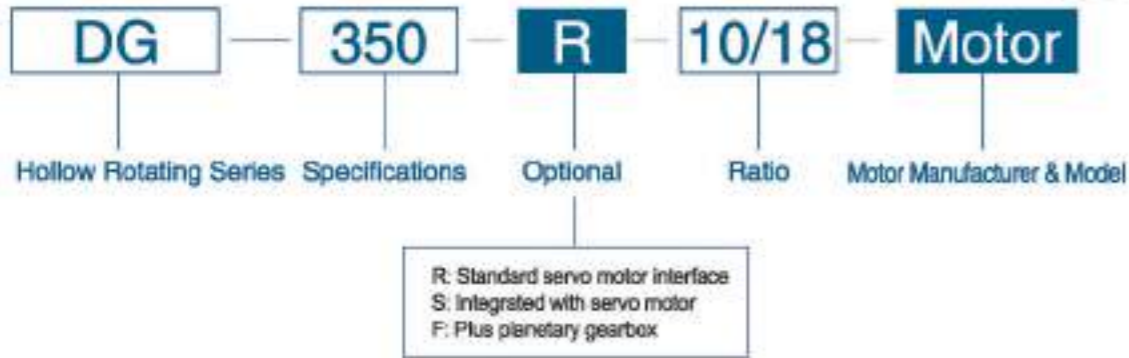 DG — 350 — R — 10/18 — Motor
Hollow Rotating Series Specifications Optional Ratio Motor Manufacturer & Model
R: Standard servo motor interface
S: Integrated with servo motor
F: Plus planetary gearbox